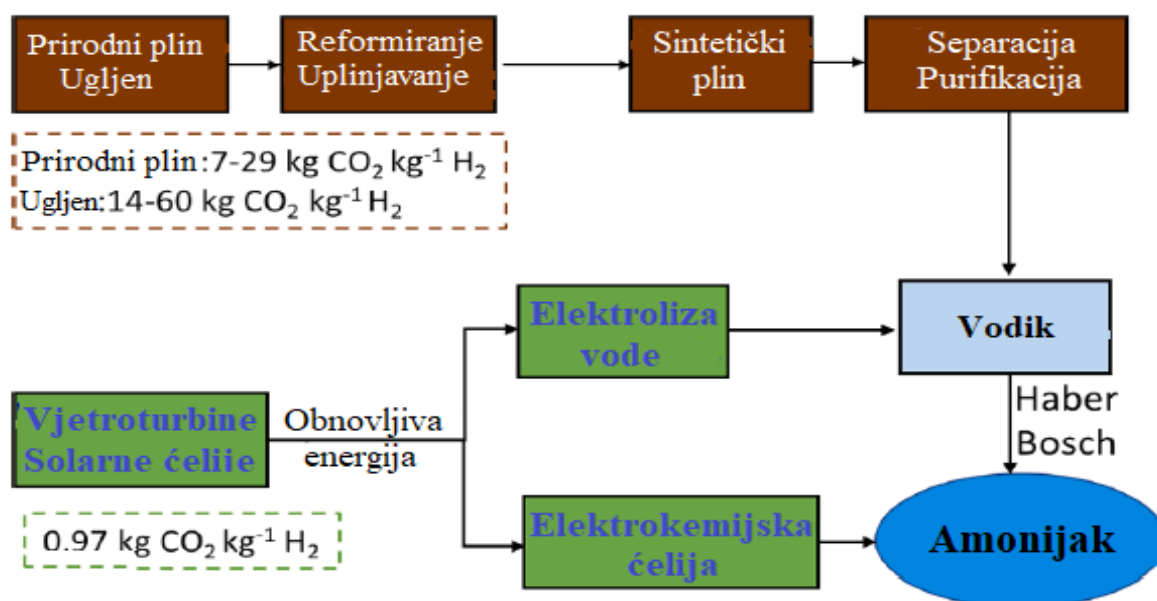 Prirodni plin
Ugljen
Reformiranje
Uplinjavanje
Sintetički
plin
Separacija
Purifikacija
Prirodni plin:7-29 kg CO₂ kg⁻¹ H₂
Ugljen:14-60 kg CO₂ kg⁻¹ H₂
Elektroliza
vode
Vodik
Vjetroturbine
Solarne ćelije
Obnovljiva
energija
Haber
Bosch
0.97 kg CO₂ kg⁻¹ H₂
Elektrokemijska
ćelija
Amonijak